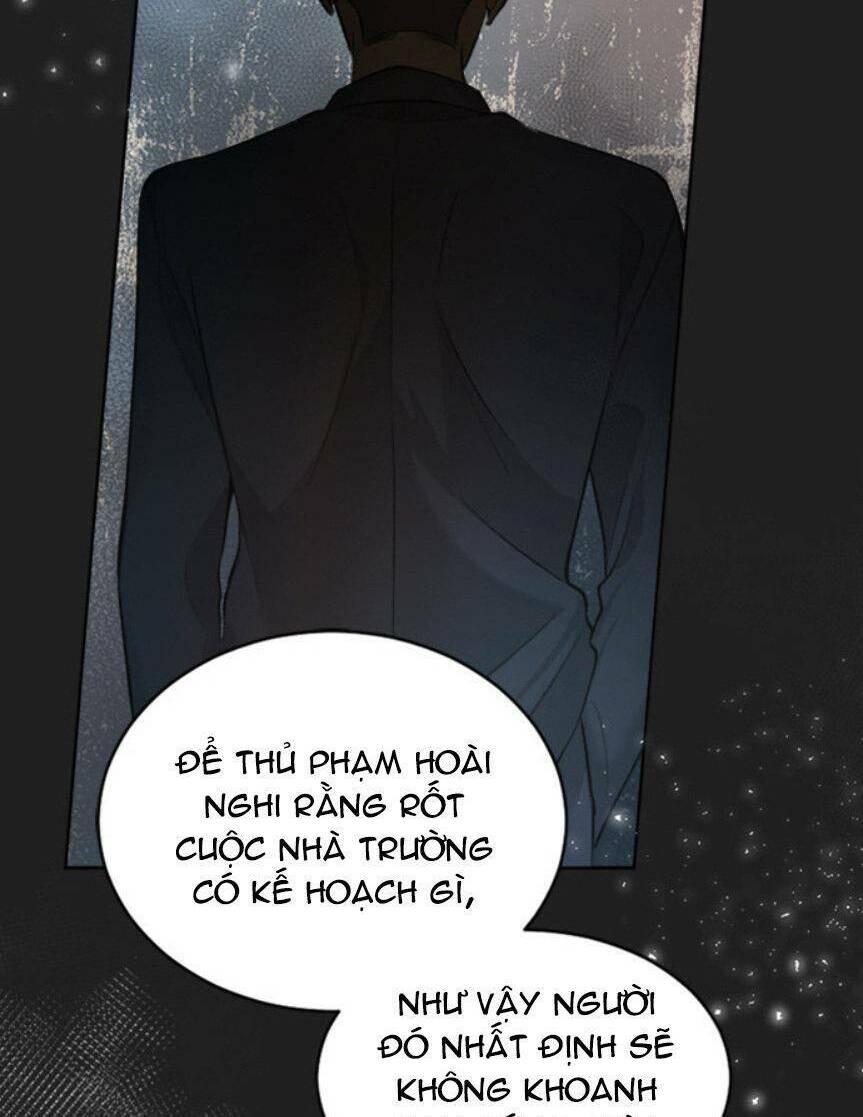 ĐỂ THỦ PHẠM HOÀI
NGHI RẰNG RỐT
CUỘC NHÀ TRƯỜNG
CÓ KẾ HOẠCH GÌ,
NHƯ VẬY NGƯỜI
ĐÓ NHẤT ĐỊNH SẼ
KHÔNG KHOANH